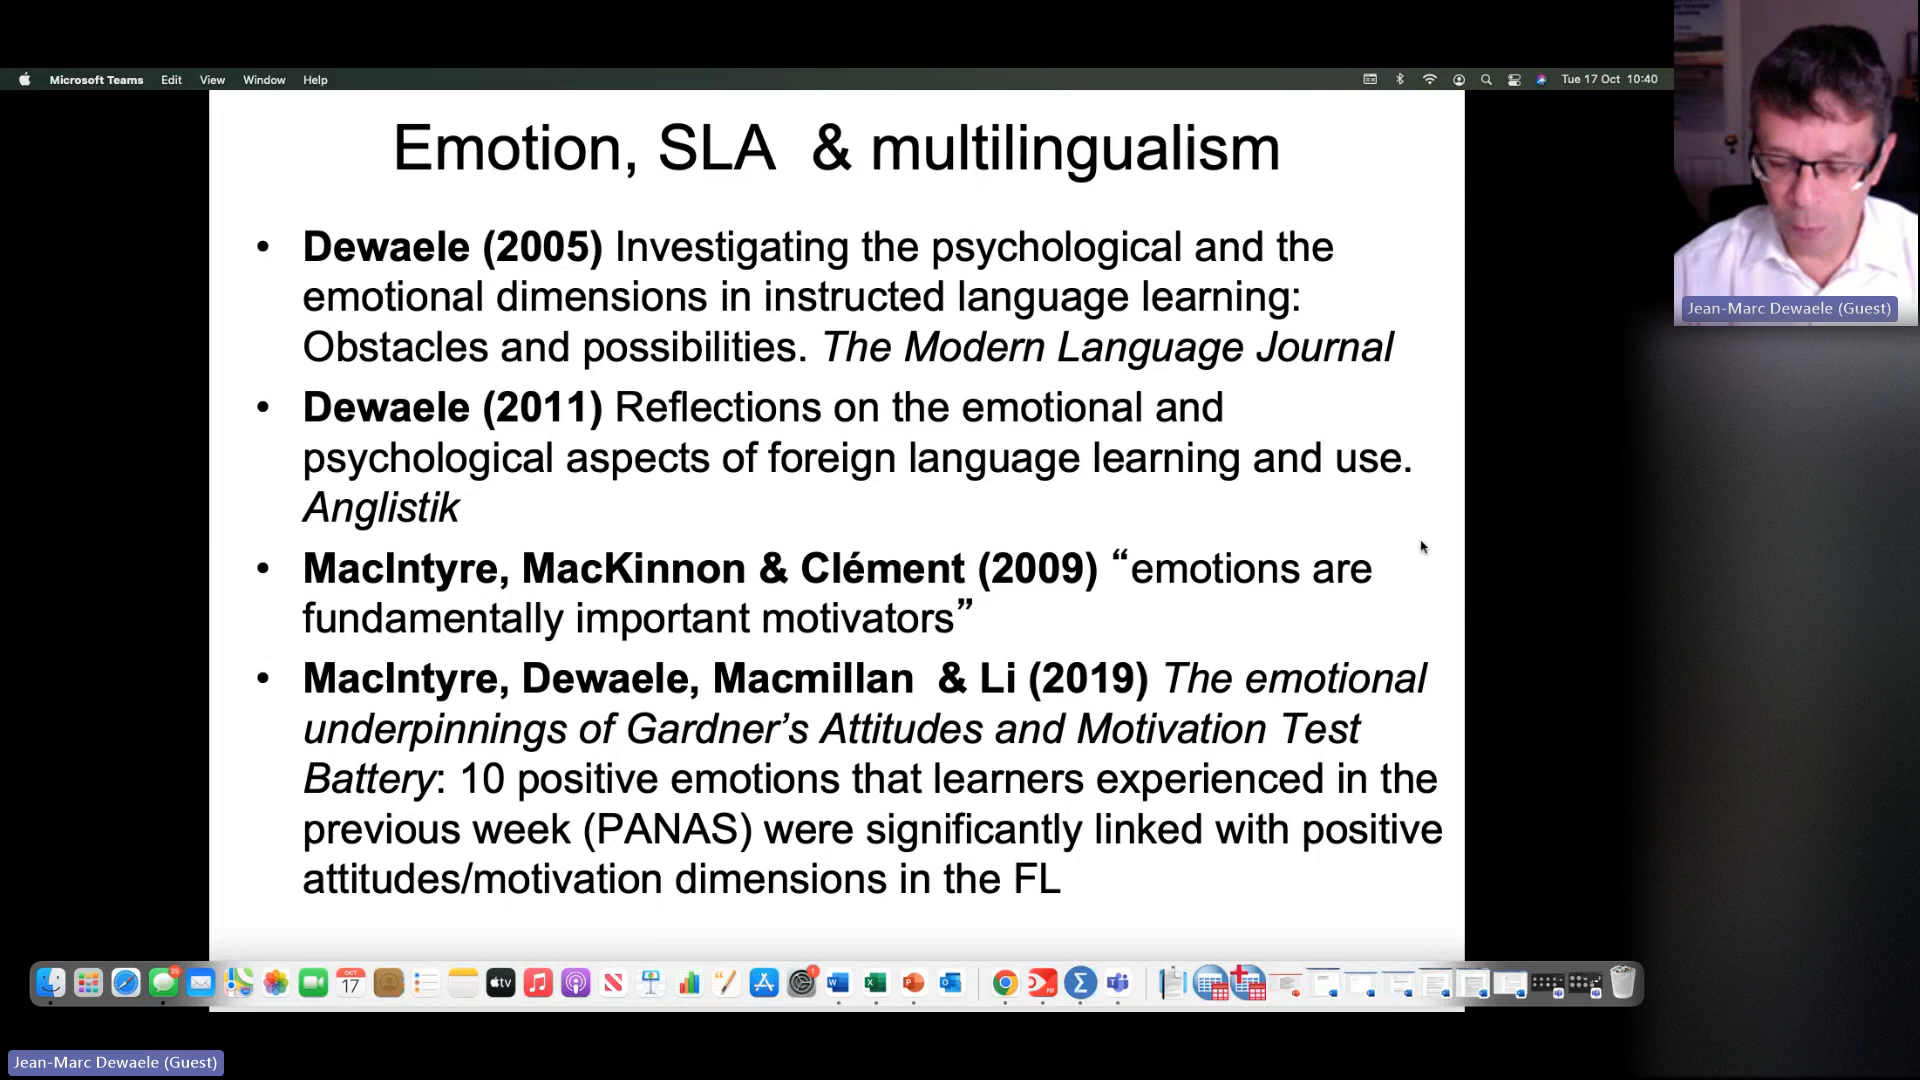 Microsoft Teams Edit View Window Help
Tue 17 Oct 10:40
Emotion, SLA & multilingualism
• Dewaele (2005) Investigating the psychological and the
emotional dimensions in instructed language learning:
Obstacles and possibilities. The Modern Language Journal
• Dewaele (2011) Reflections on the emotional and
psychological aspects of foreign language learning and use.
Anglistik
• MacIntyre, MacKinnon & Clément (2009) “emotions are
fundamentally important motivators”
• MacIntyre, Dewaele, Macmillan & Li (2019) The emotional
underpinnings of Gardner’s Attitudes and Motivation Test
Battery: 10 positive emotions that learners experienced in the
previous week (PANAS) were significantly linked with positive
attitudes/motivation dimensions in the FL
Jean-Marc Dewaele (Guest)
OCT
17
tv
Jean-Marc Dewaele (Guest)